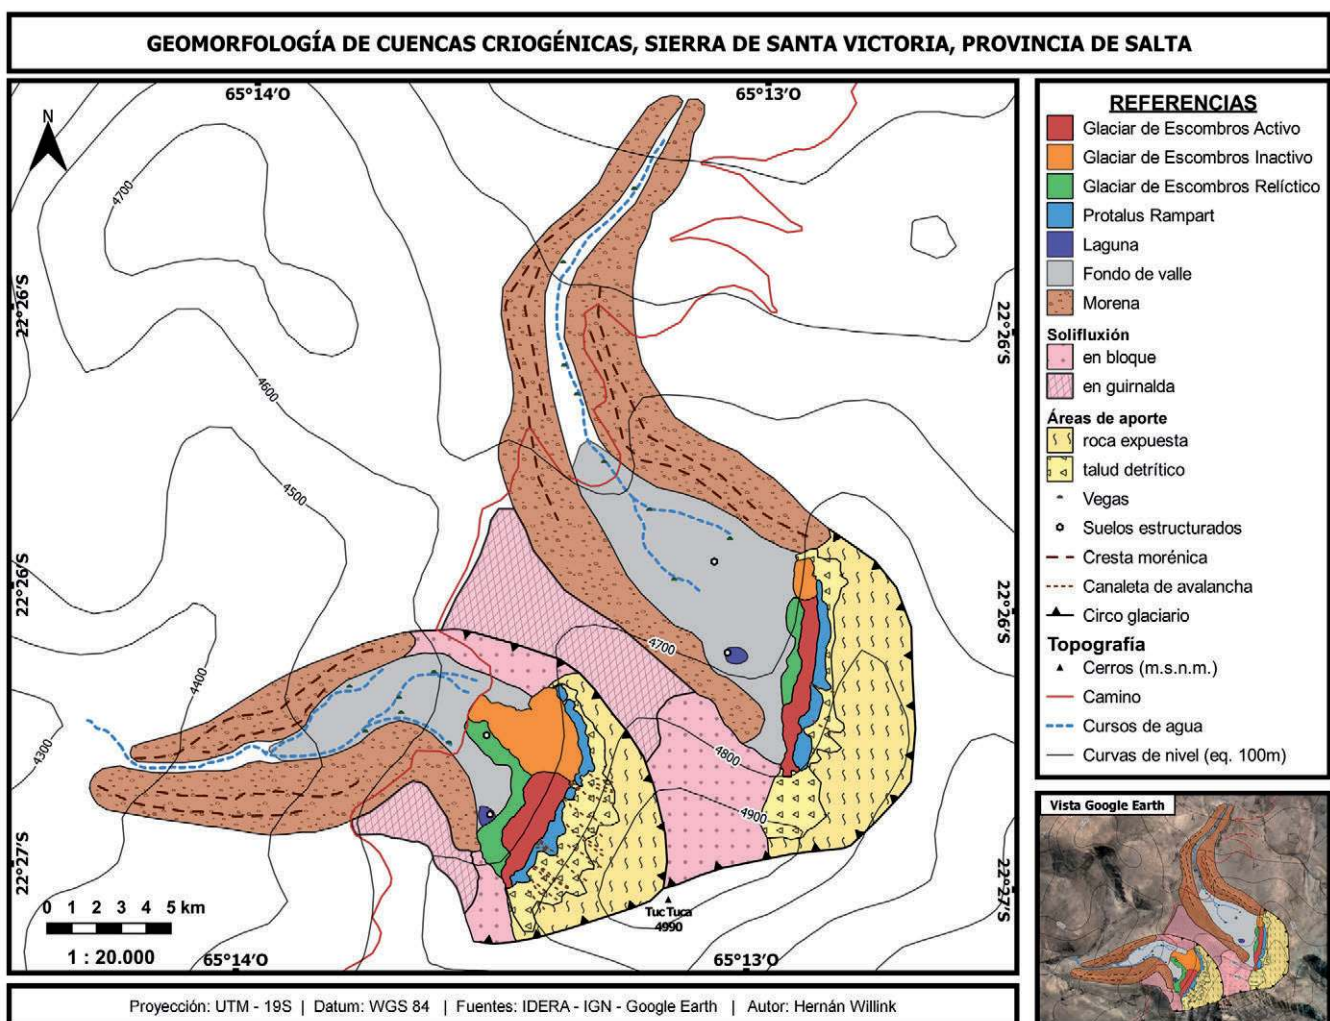 GEOMORFOLOGÍA DE CUENCAS CRIOGÉNICAS, SIERRA DE SANTA VICTORIA, PROVINCIA DE SALTA
65°14'O
65°13'O
N
4700
22°26'S
22°26'S
4600
4500
22°26'S
22°26'S
4700
4400
4300
4800
4900
22°27'S
22°27'S
Tuc Tuca
4990
0 1 2 3 4 5 km
1 : 20.000
65°14'O
65°13'O
REFERENCIAS
Glaciar de Escombros Activo
Glaciar de Escombros Inactivo
Glaciar de Escombros Relíctico
Protalus Rampart
Laguna
Fondo de valle
Morena
Solifluxión
en bloque
en guirnalda
Áreas de aporte
roca expuesta
talud detrítico
Vegas
Suelos estructurados
Cresta morénica
Canaleta de avalancha
Circo glaciario
Topografía
Cerros (m.s.n.m.)
Camino
Cursos de agua
Curvas de nivel (eq. 100m)
Vista Google Earth
Proyección: UTM - 19S | Datum: WGS 84 | Fuentes: IDERA - IGN - Google Earth | Autor: Hernán Willink